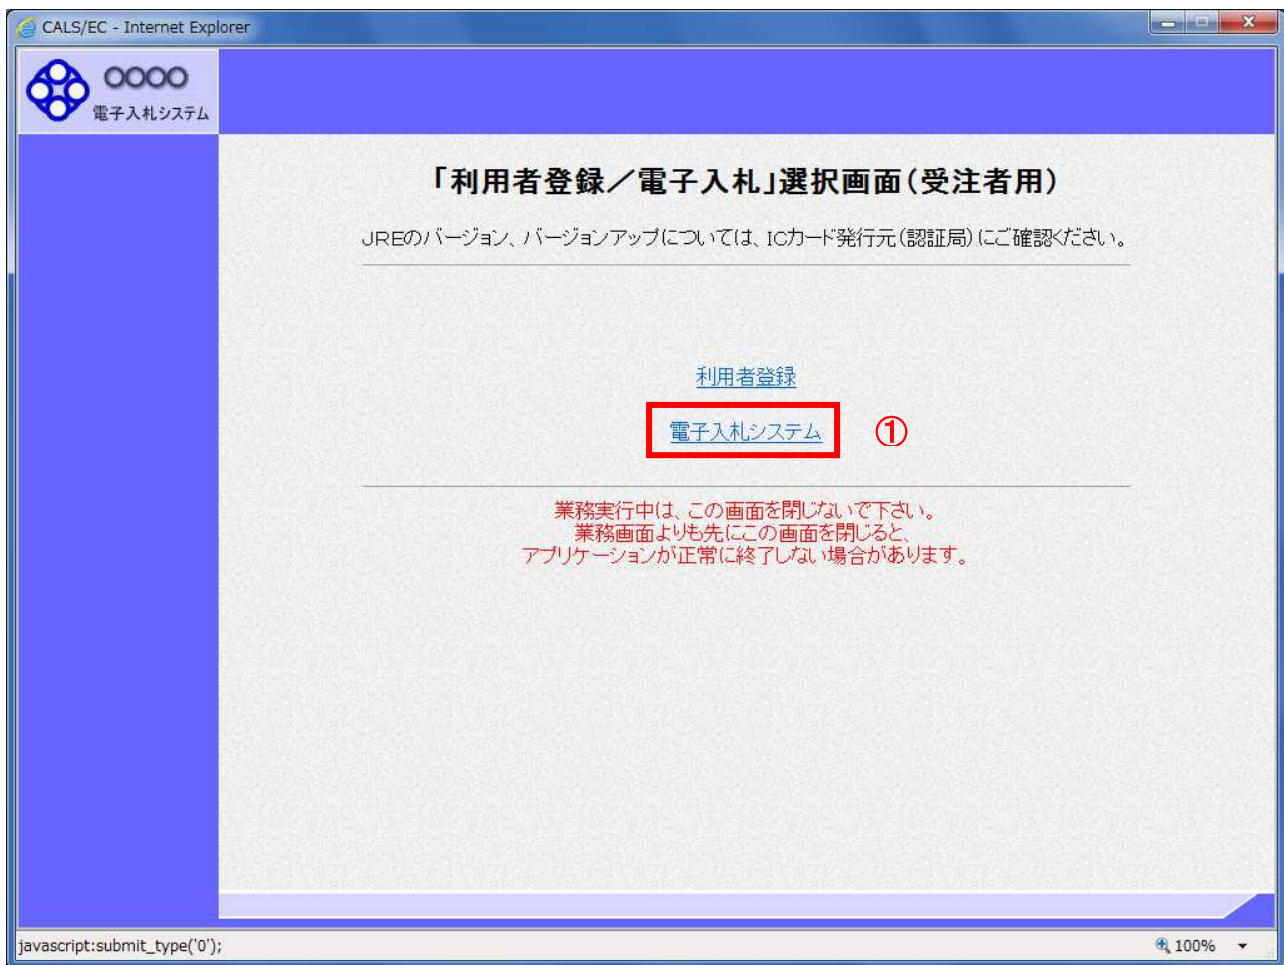 CALS/EC - Internet Explorer
○○○○
電子入札システム
「利用者登録／電子入札」選択画面(受注者用)
JREのバージョン、バージョンアップについては、ICカード発行元(認証局)にご確認ください。
利用者登録
電子入札システム ①
業務実行中は、この画面を閉じないで下さい。
業務画面よりも先にこの画面を閉じると、
アプリケーションが正常に終了しない場合があります。
javascript:submit_type('0'); 100%